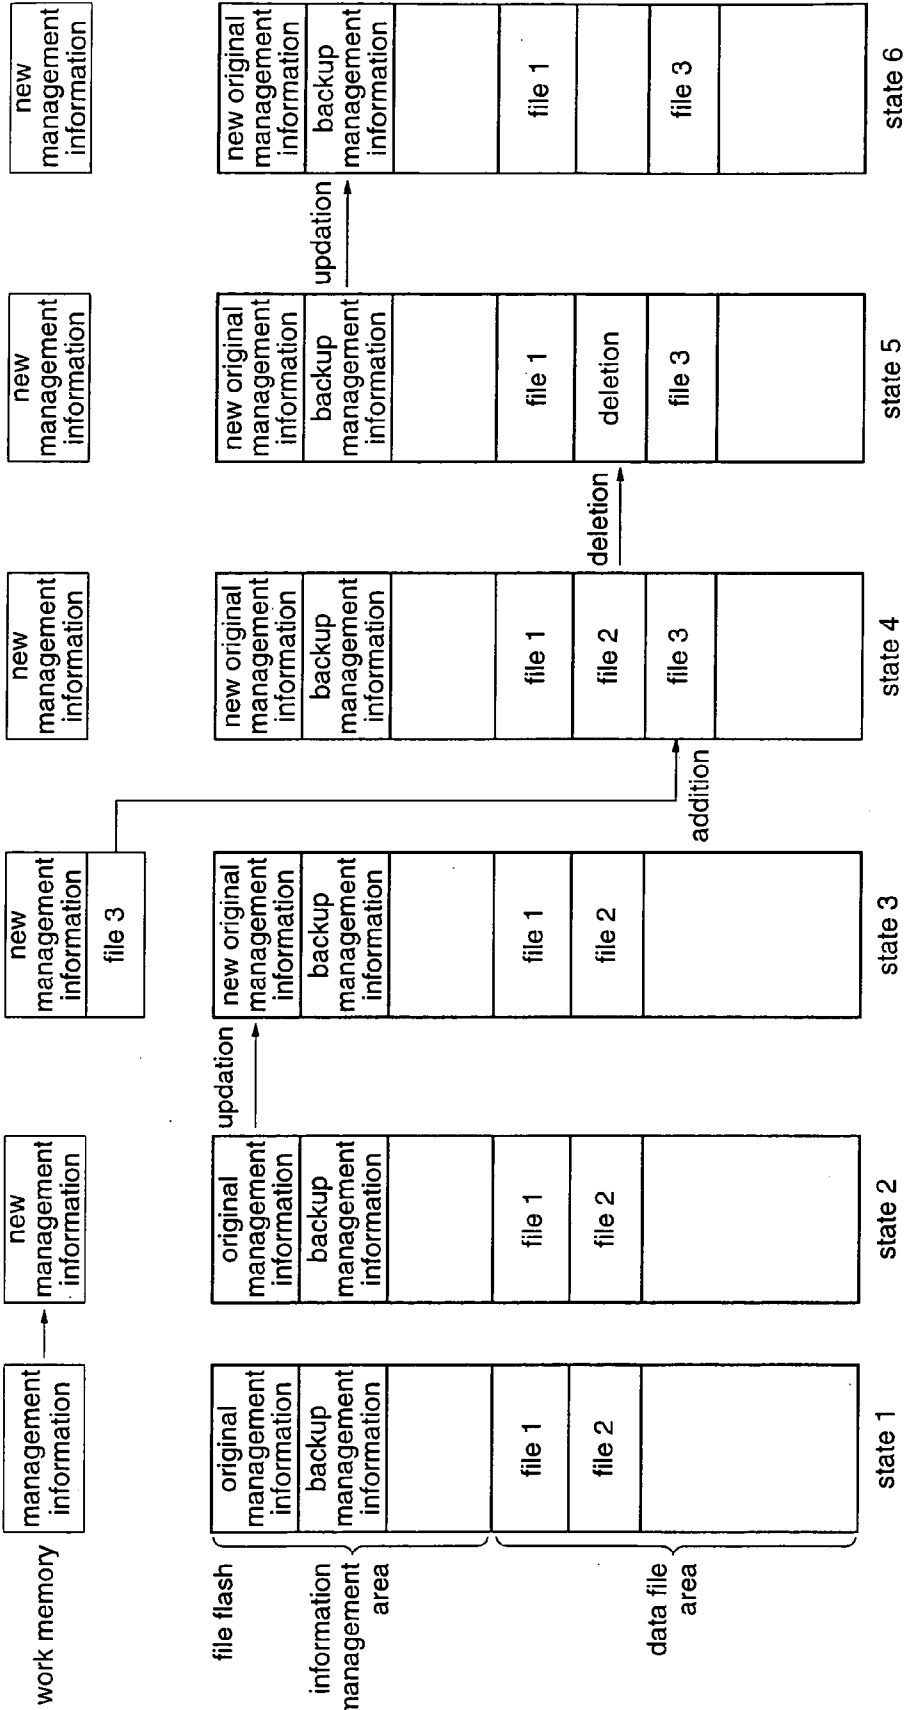 work memory
management
information
new
management
information
new
management
information
file 3
new
management
information
new
management
information
new
management
information
file flash
information
nanagement
area
data file
area
original
management
information
backup
management
information
file 1
file 2
state 1
original
management
information
backup
management
information
file 1
file 2
state 2
updation
new original
management
information
backup
management
information
file 1
file 2
state 3
addition
new original
management
information
backup
management
information
file 1
file 2
file 3
state 4
deletion
new original
management
information
backup
management
information
file 1
deletion
file 3
state 5
updation
new original
management
information
backup
management
information
file 1
file 3
state 6